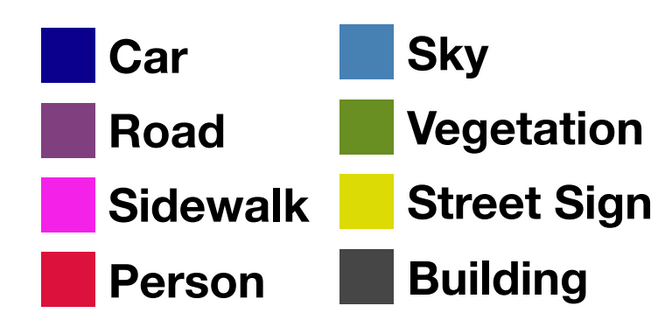 Car
Road
Sidewalk
Person
Sky
Vegetation
Street Sign
Building